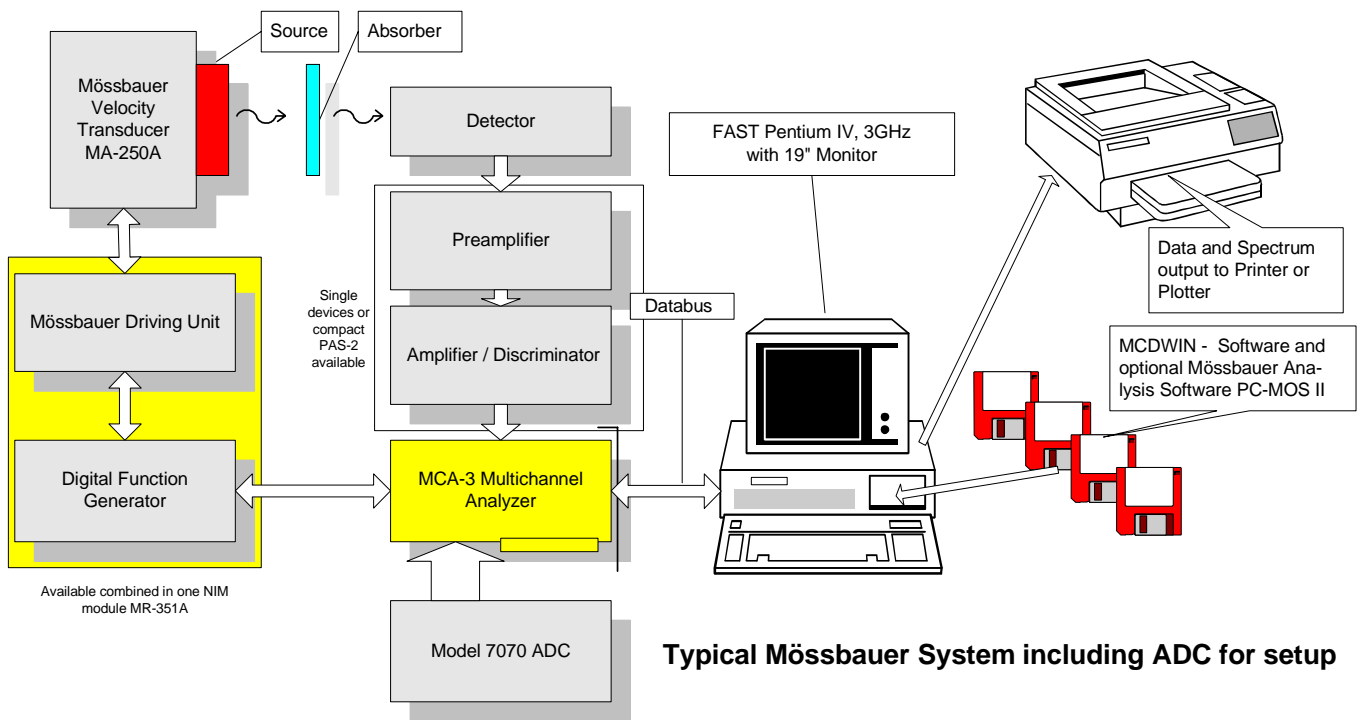 Source
Absorber
Mössbauer
Velocity
Transducer
MA-250A
Detector
FAST Pentium IV, 3GHz
with 19" Monitor
Preamplifier
Data and Spectrum
output to Printer or
Plotter
Mössbauer Driving Unit
Single
devices or
compact
PAS-2
available
Databus
Amplifier / Discriminator
MCDWIN - Software and
optional Mössbauer Ana-
lysis Software PC-MOS II
Digital Function
Generator
MCA-3 Multichannel
Analyzer
Available combined in one NIM
module MR-351A
Model 7070 ADC
Typical Mössbauer System including ADC for setup